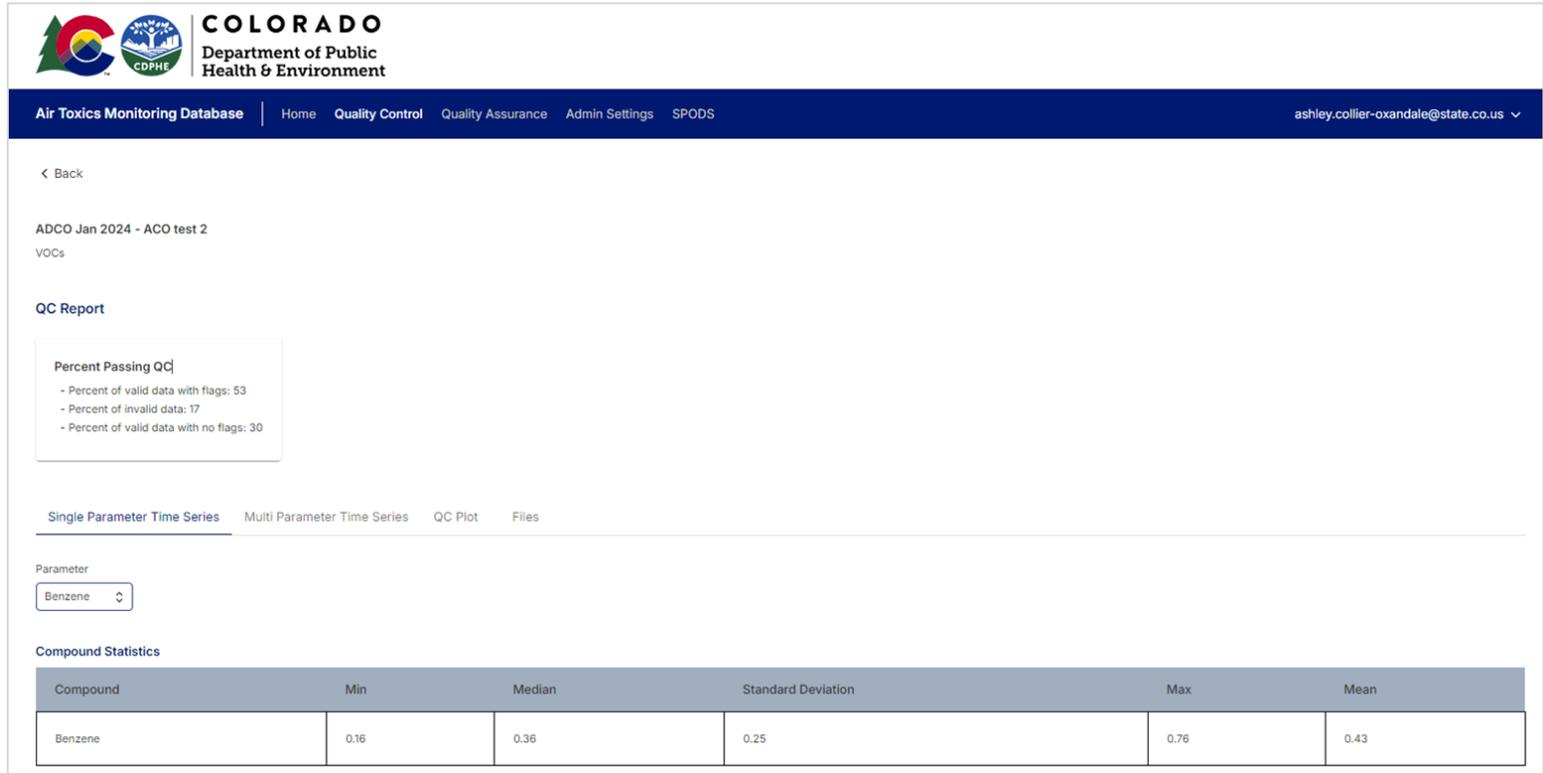 COLORADO
Department of Public
Health & Environment
CDPHE
TM
Air Toxics Monitoring Database Home Quality Control Quality Assurance Admin Settings SPODS ashley.collier-oxandale@state.co.us
Back
ADCO Jan 2024 - ACO test 2
VOCs
QC Report
Percent Passing QC
- Percent of valid data with flags: 53
- Percent of invalid data: 17
- Percent of valid data with no flags: 30
Single Parameter Time Series Multi Parameter Time Series QC Plot Files
Parameter
Benzene
Compound Statistics
Compound Min Median Standard Deviation Max Mean
Benzene 0.16 0.36 0.25 0.76 0.43